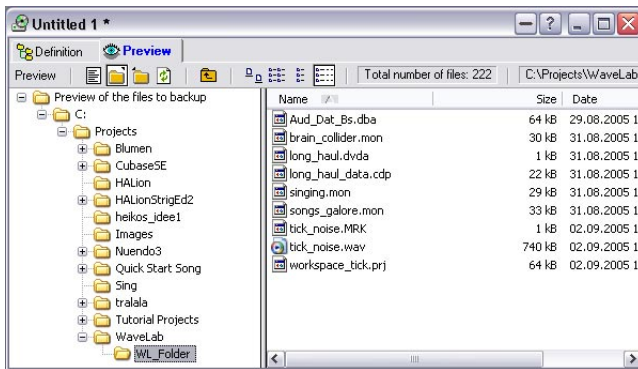 Untitled 1 *
Definition
Preview
Preview
Total number of files: 222
C:\Projects\WaveLab
Preview of the files to backup
C:
Projects
Blumen
CubaseSE
HALion
HALionStrigEd2
heikos_idee1
Images
Nuendo3
Quick Start Song
Sing
tralala
Tutorial Projects
WaveLab
WL_Folder
Name Size Date
Aud_Dat_Bs.dba 64 kB 29.08.2005 1
brain_collider.mon 30 kB 31.08.2005 1
long_haul.dvda 1 kB 31.08.2005 1
long_haul_data.cdp 22 kB 31.08.2005 1
singing.mon 29 kB 31.08.2005 1
songs_galore.mon 33 kB 31.08.2005 1
tick_noise.MRK 1 kB 02.09.2005 1
tick_noise.wav 740 kB 02.09.2005 1
workspace_tick.prj 64 kB 02.09.2005 1